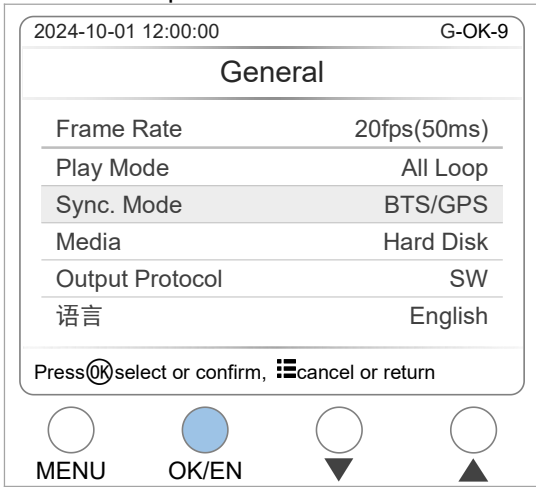 2024-10-01 12:00:00 G-OK-9
General
Frame Rate 20fps(50ms)
Play Mode All Loop
Sync. Mode BTS/GPS
Media Hard Disk
Output Protocol SW
语言 English
Press OK select or confirm, cancel or return
MENU OK/EN